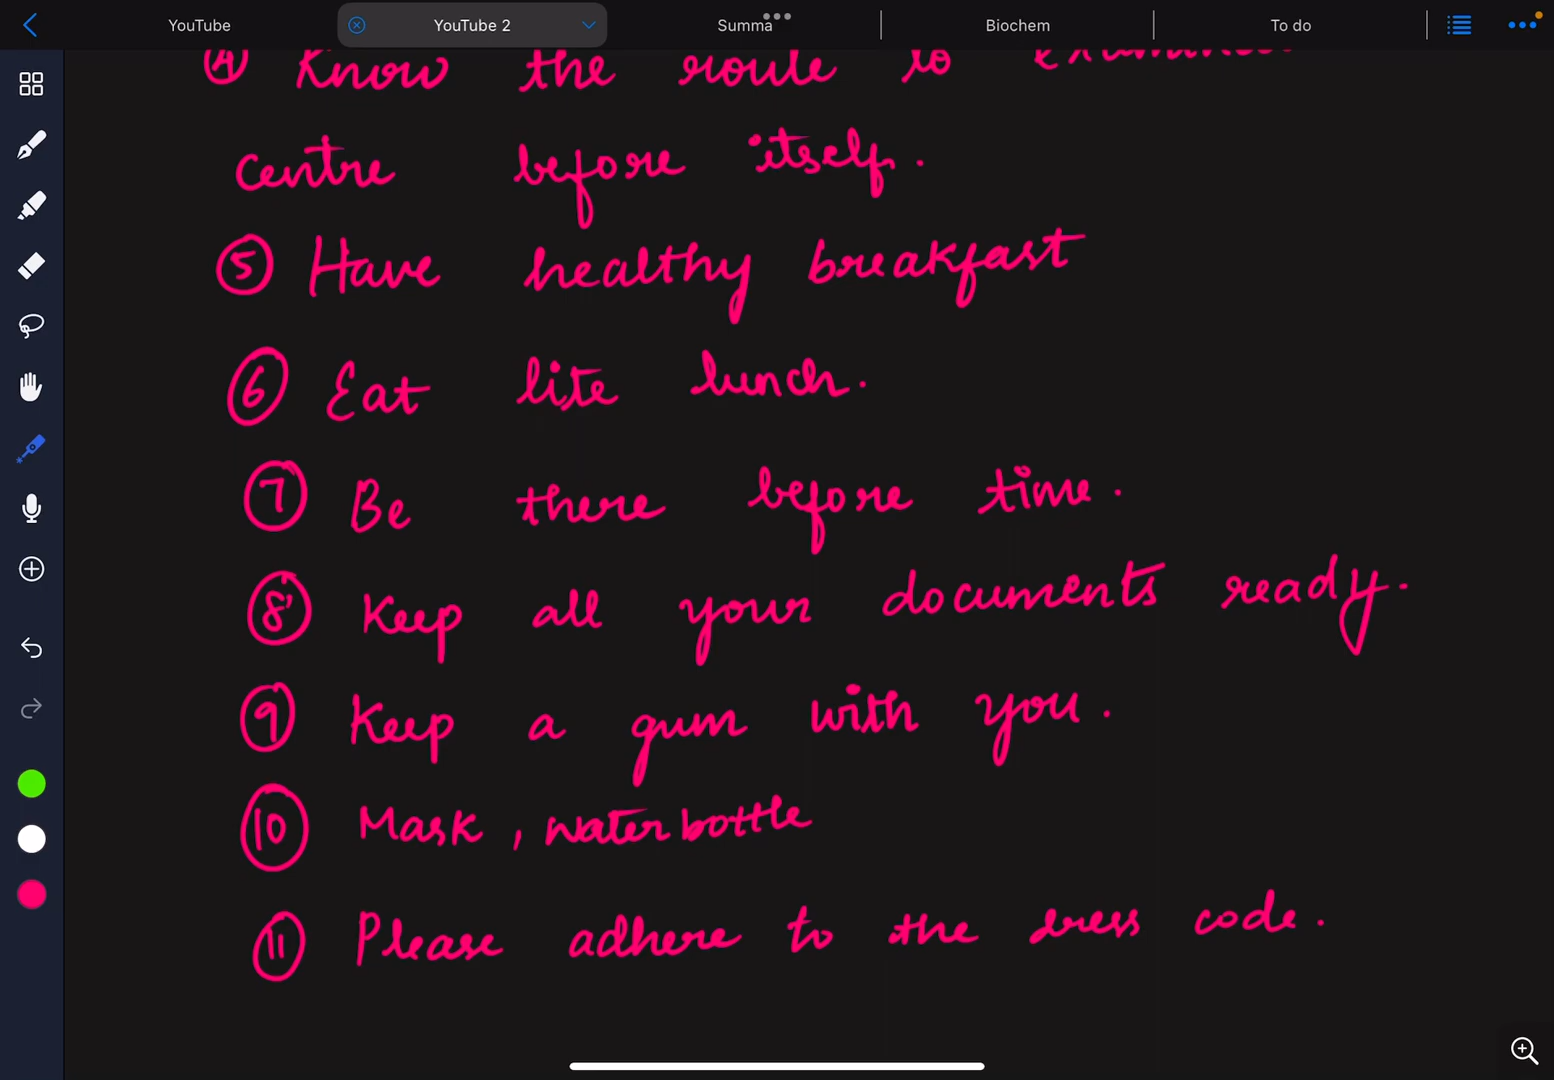 YouTube YouTube 2 Summa Biochem To do
④ Know the route to
centre before itself.
⑤ Have healthy breakfast
⑥ Eat lite lunch.
⑦ Be there before time.
⑧ Keep all your documents ready.
⑨ Keep a gum with you.
⑩ Mask, water bottle
⑪ Please adhere to the dress code.